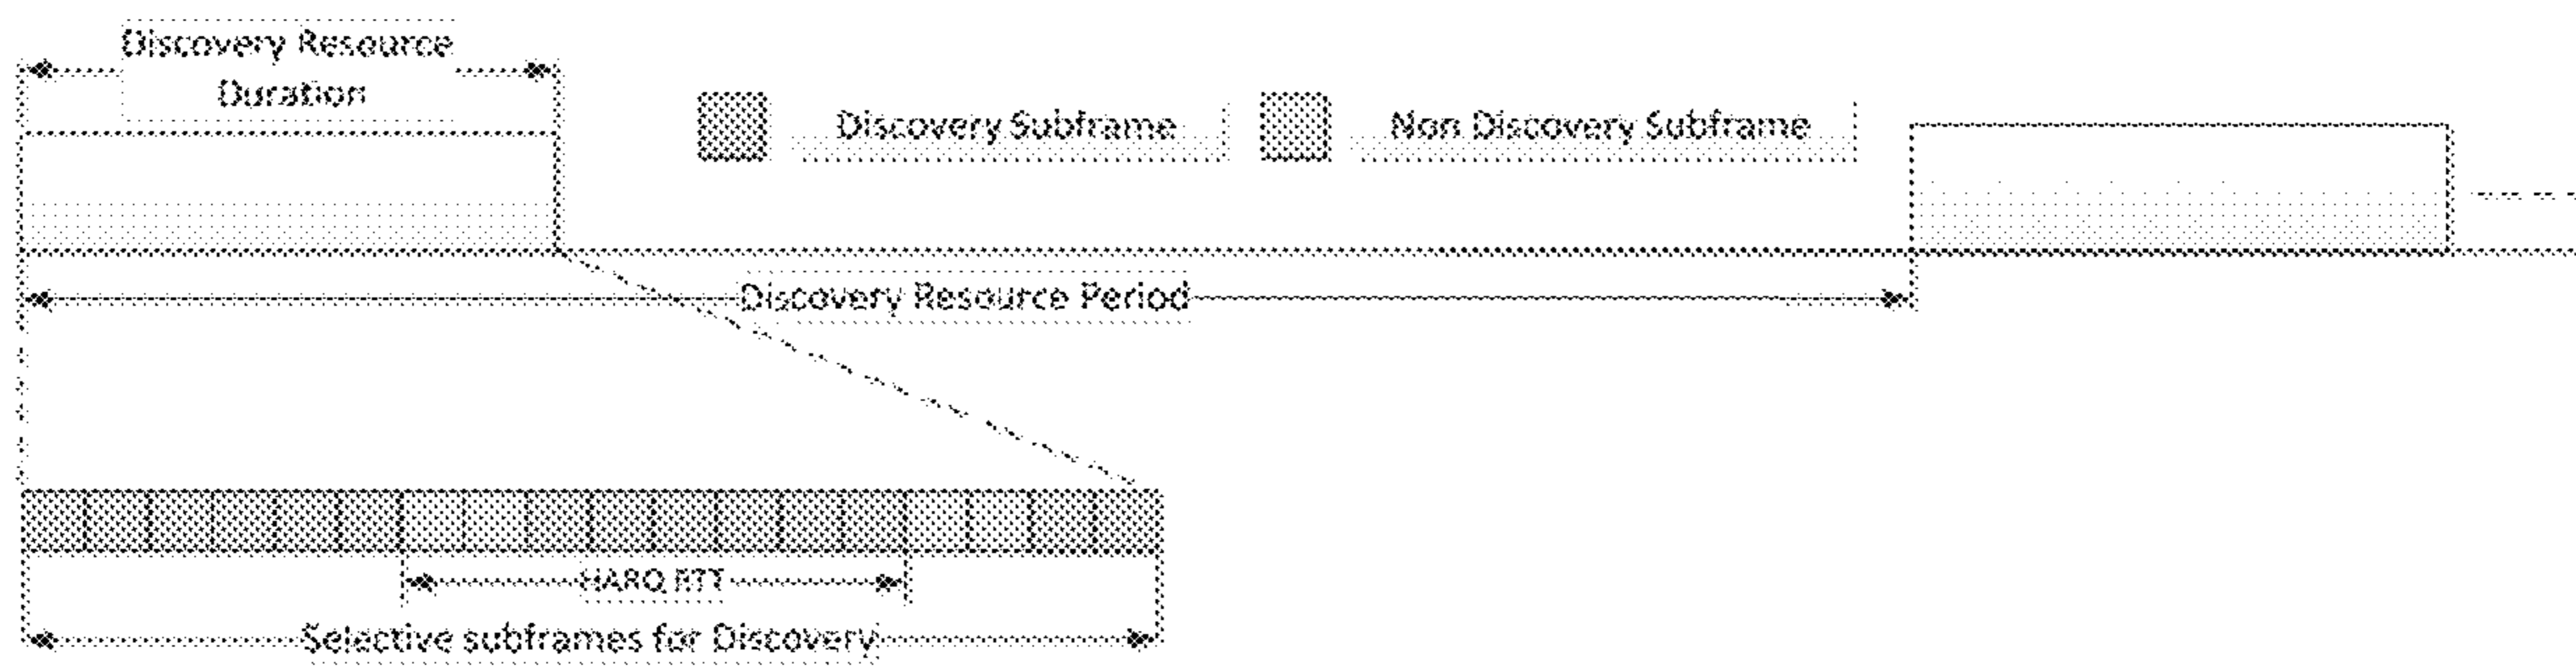 Discovery Resource
Duration
Discovery Subframe
Non Discovery Subframe
Discovery Resource Period
HARQ RTT
Selective subframes for Discovery